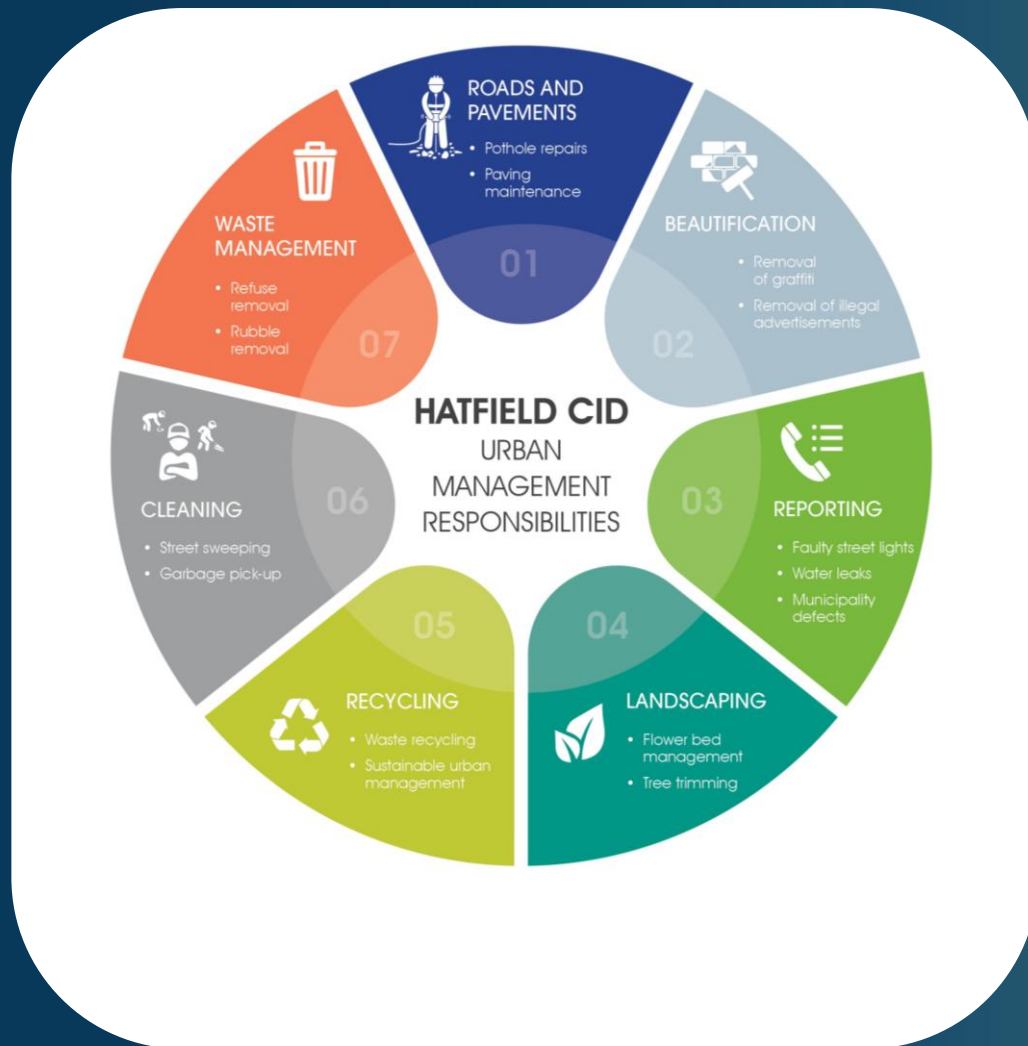 ROADS AND
PAVEMENTS
• Pothole repairs
• Paving
maintenance
01
BEAUTIFICATION
• Removal
of graffiti
• Removal of illegal
advertisements
02
REPORTING
• Faulty street lights
• Water leaks
• Municipality
defects
03
LANDSCAPING
• Flower bed
management
• Tree trimming
04
RECYCLING
• Waste recycling
• Sustainable urban
management
05
CLEANING
• Street sweeping
• Garbage pick-up
06
WASTE
MANAGEMENT
• Refuse
removal
• Rubble
removal
07
HATFIELD CID
URBAN
MANAGEMENT
RESPONSIBILITIES